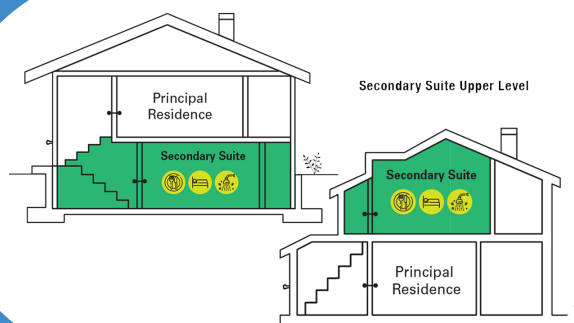 Principal
Residence
Secondary Suite
Secondary Suite Upper Level
Secondary Suite
Principal
Residence